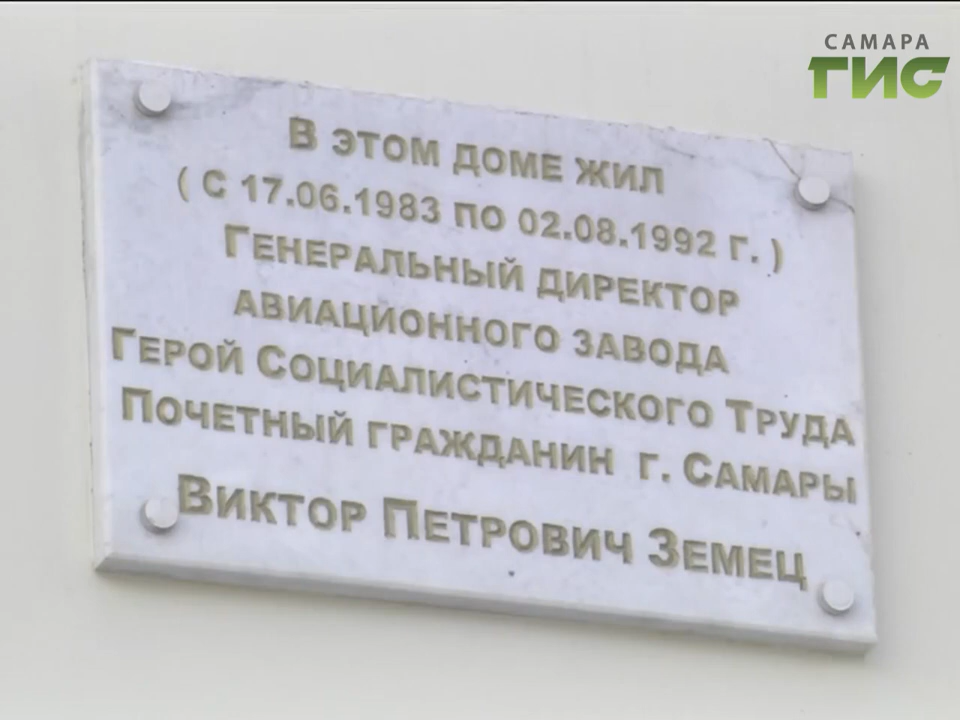 САМАРА
ГИС
В ЭТОМ ДОМЕ ЖИЛ
( С 17.06.1983 ПО 02.08.1992 Г. )
ГЕНЕРАЛЬНЫЙ ДИРЕКТОР
АВИАЦИОННОГО ЗАВОДА
ГЕРОЙ СОЦИАЛИСТИЧЕСКОГО ТРУДА
ПОЧЕТНЫЙ ГРАЖДАНИН Г. САМАРЫ
ВИКТОР ПЕТРОВИЧ ЗЕМЕЦ